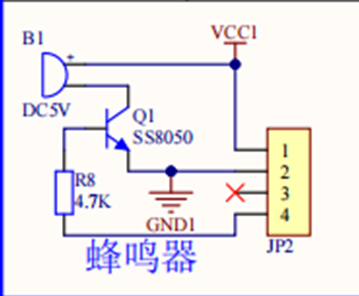 B1
VCC1
+
DC5V
Q1
SS8050
1
2
3
4
R8
4.7K
GND1
JP2
蜂鸣器